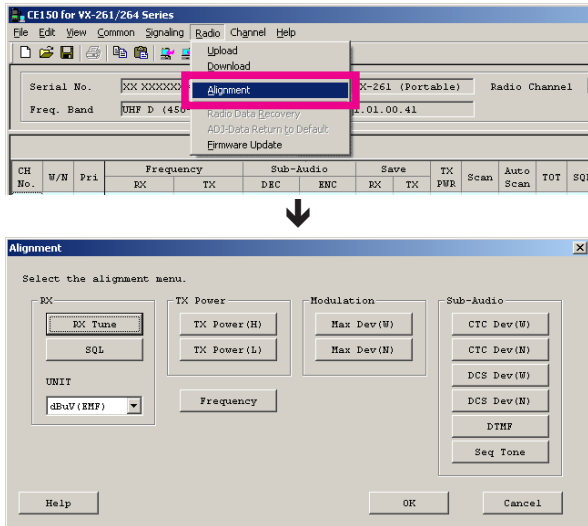 CE150 for VX-261/264 Series
File Edit View Common Signaling Radio Channel Help
Upload
Download
Alignment
Radio Data Recovery
ADJ-Data Return to Default
Firmware Update
Serial No. XX XXXXX X-261 (Portable) Radio Channel
Freq. Band UHF D (450- 1.01.00.41
CH No. W/N Pri Frequency RX TX Sub-Audio DEC ENC Save RX TX TX PWR Scan Auto Scan TOT SQL
Alignment
Select the alignment menu.
RX TX Power Modulation Sub-Audio
RX Tune TX Power(H) Max Dev(W) CTC Dev(W)
SQL TX Power(L) Max Dev(N) CTC Dev(N)
UNIT DCS Dev(W)
dBuV(EMF) Frequency DCS Dev(N)
DTMF
Seq Tone
Help OK Cancel